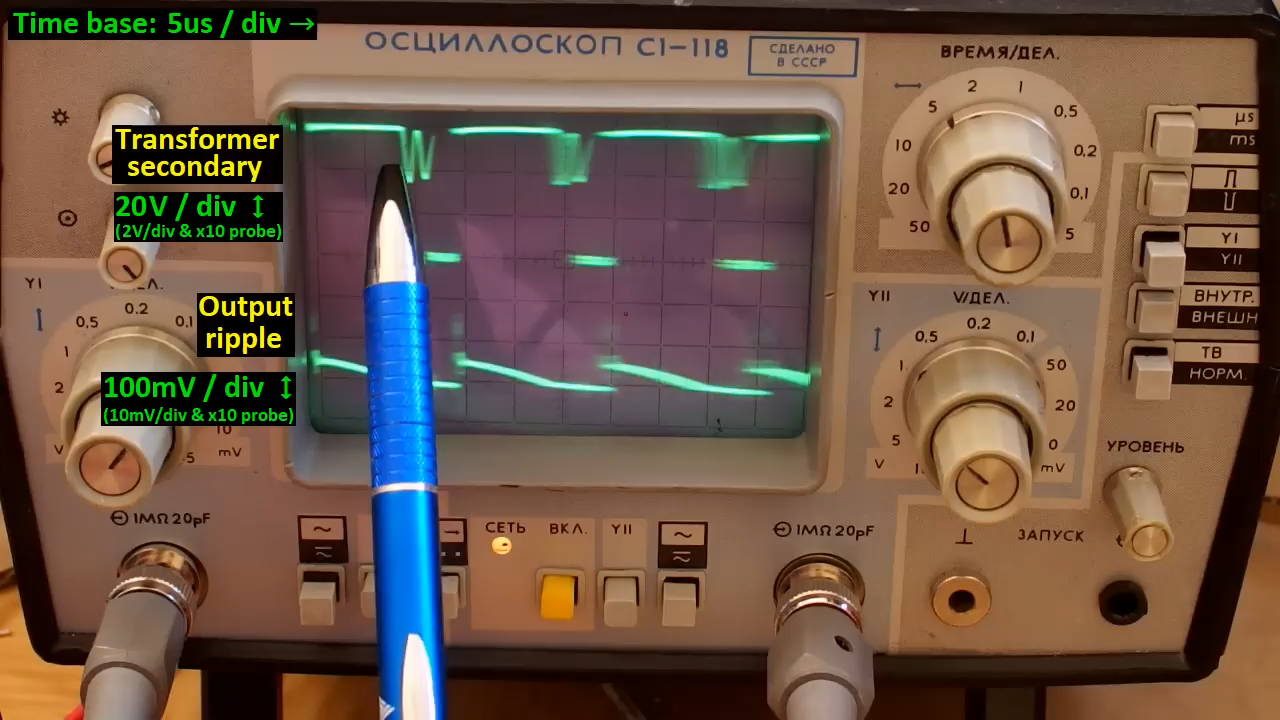 Time base: 5us / div →
ОСЦИЛЛОСКОП С1-118
СДЕЛАНО
В СССР
ВРЕМЯ/ДЕЛ.
50
20
10
5
2
1
0,5
0,2
0,1
5
µs
ms
YI
YII
ВНУТР.
ВНЕШН
ТВ
НОРМ.
Transformer
secondary
20V / div ↕
(2V/div & x10 probe)
YI
ДЕЛ.
V
2
1
0,5
0.2
0,1
10
5
mV
Output
ripple
100mV / div ↕
(10mV/div & x10 probe)
YII
V/ДЕЛ.
V
5
2
1
0,5
0,2
0,1
50
20
mV
УРОВЕНЬ
1MΩ 20pF
СЕТЬ
ВКЛ.
YII
1MΩ 20pF
ЗАПУСК